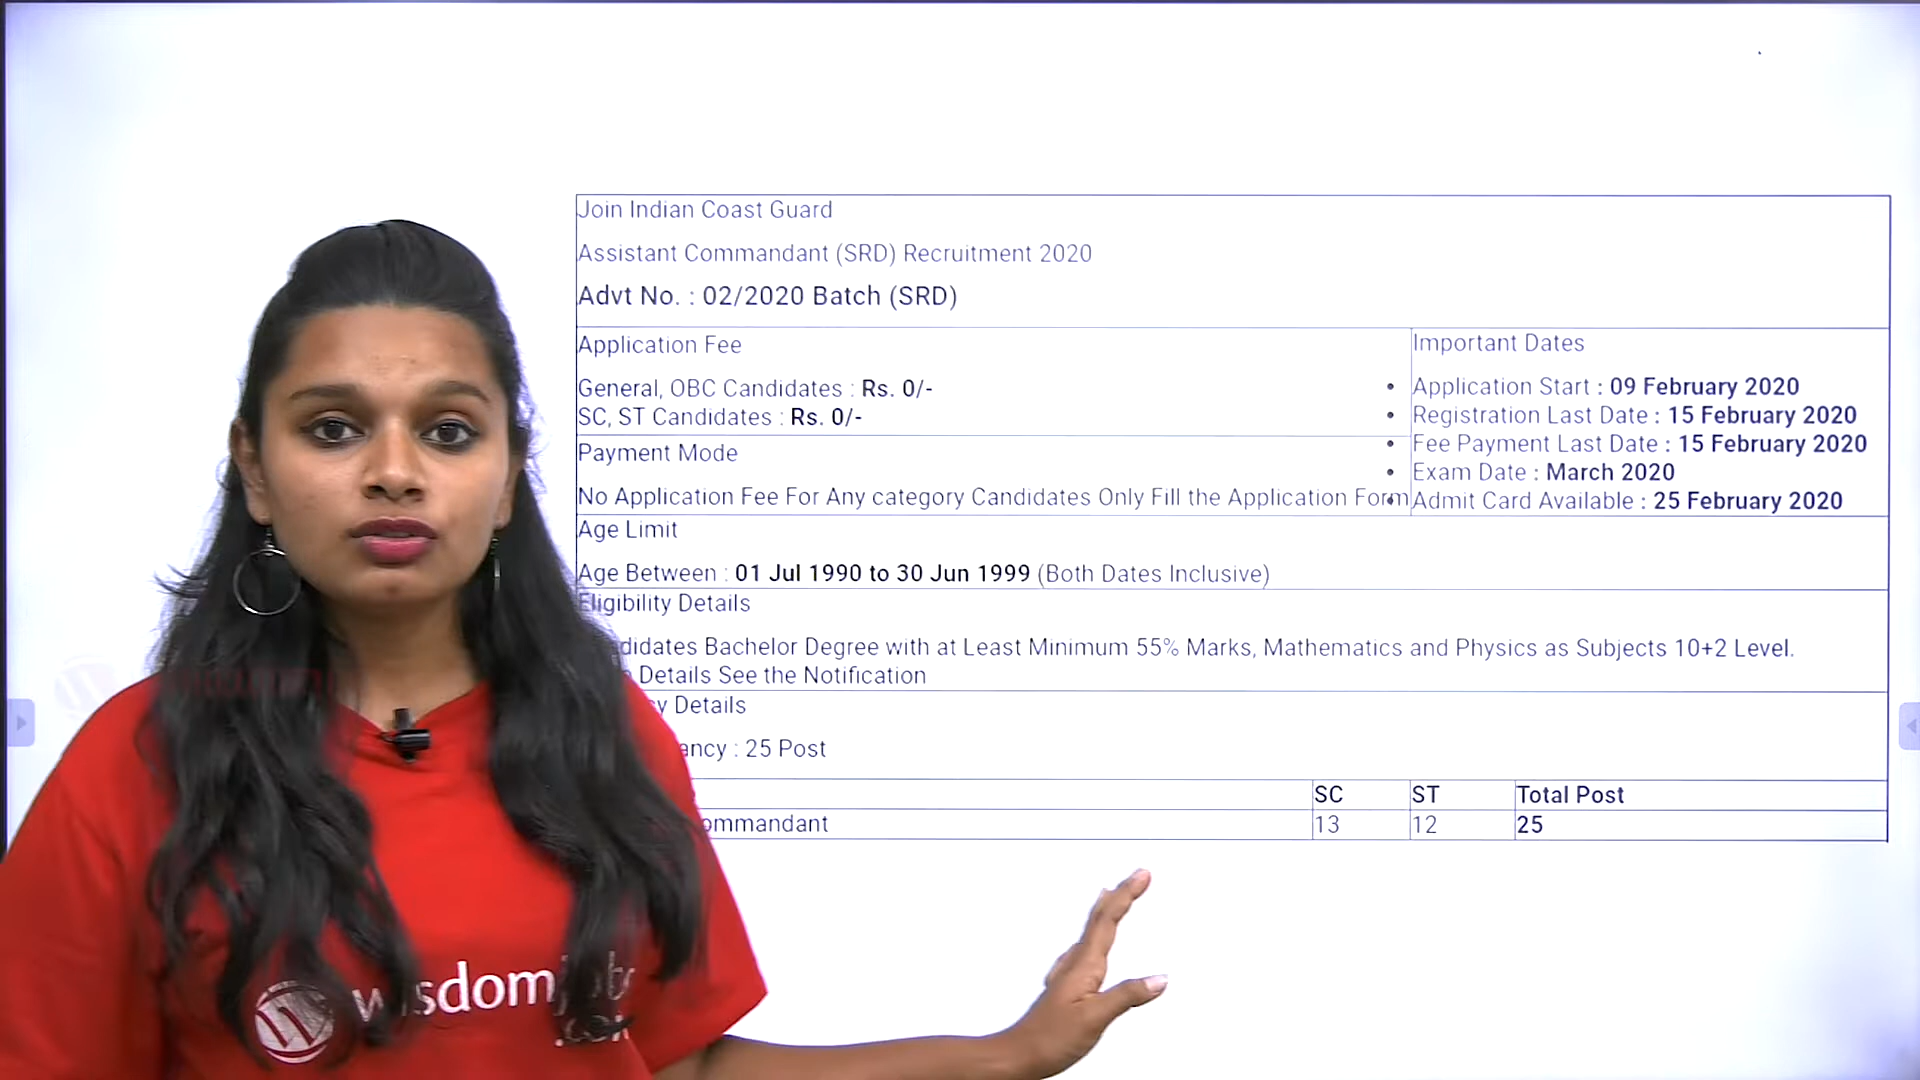 Join Indian Coast Guard
Assistant Commandant (SRD) Recruitment 2020
Advt No. : 02/2020 Batch (SRD)
Application Fee
General, OBC Candidates : Rs. 0/-
SC, ST Candidates : Rs. 0/-
Payment Mode
No Application Fee For Any category Candidates Only Fill the Application Form
Important Dates
• Application Start : 09 February 2020
• Registration Last Date : 15 February 2020
• Fee Payment Last Date : 15 February 2020
• Exam Date : March 2020
• Admit Card Available : 25 February 2020
Age Limit
Age Between : 01 Jul 1990 to 30 Jun 1999 (Both Dates Inclusive)
Eligibility Details
didates Bachelor Degree with at Least Minimum 55% Marks, Mathematics and Physics as Subjects 10+2 Level.
Details See the Notification
y Details
ancy : 25 Post
SC ST Total Post
ommandant 13 12 25